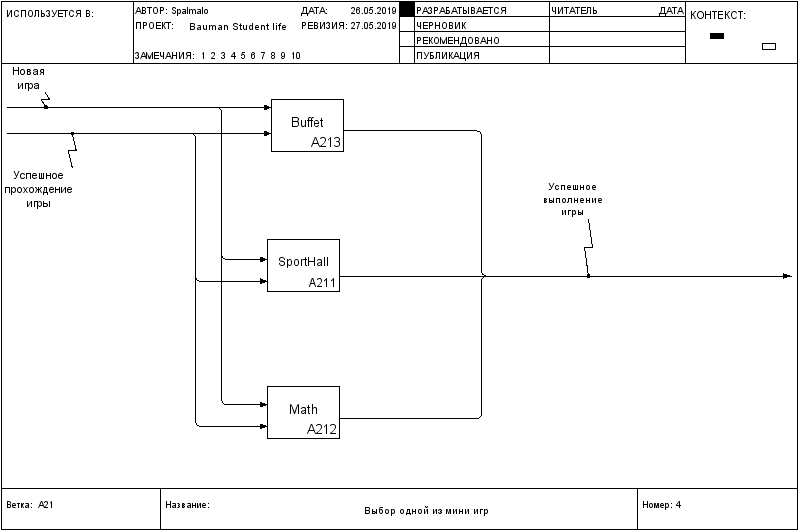 ИСПОЛЬЗУЕТСЯ В:
АВТОР: Spalmalo
ДАТА: 26.05.2019
ПРОЕКТ: Bauman Student life
РЕВИЗИЯ: 27.05.2019
ЗАМЕЧАНИЯ: 1 2 3 4 5 6 7 8 9 10
РАЗРАБАТЫВАЕТСЯ
ЧЕРНОВИК
РЕКОМЕНДОВАНО
ПУБЛИКАЦИЯ
ЧИТАТЕЛЬ
ДАТА
КОНТЕКСТ:
Новая
игра
Успешное
прохождение
игры
Buffet
A213
SportHall
A211
Math
A212
Успешное
выполнение
игры
Ветка: A21
Название:
Выбор одной из мини игр
Номер: 4